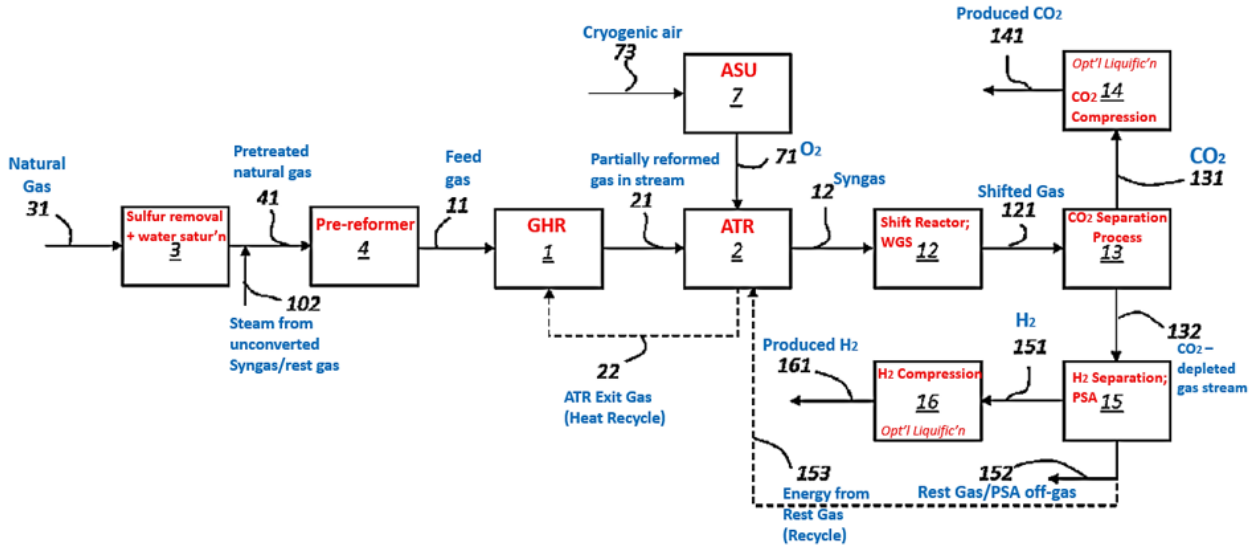 Produced CO₂
141
Opt'l Liquific'n
14
CO₂
Compression
Cryogenic air
73
ASU
7
71 O₂
CO₂
131
Natural
Gas
31
Sulfur removal
+ water satur'n
3
Pretreated
natural gas
41
102
Steam from
unconverted
Syngas/rest gas
Pre-reformer
4
Feed
gas
11
GHR
1
Partially reformed
gas in stream
21
ATR
2
Syngas
12
Shift Reactor;
WGS
12
Shifted Gas
121
CO₂ Separation
Process
13
132
CO₂ –
depleted
gas stream
22
ATR Exit Gas
(Heat Recycle)
Produced H₂
161
H₂ Compression
16
Opt'l Liquific'n
H₂
151
H₂ Separation;
PSA
15
153
Energy from
Rest Gas
(Recycle)
152
Rest Gas/PSA off-gas